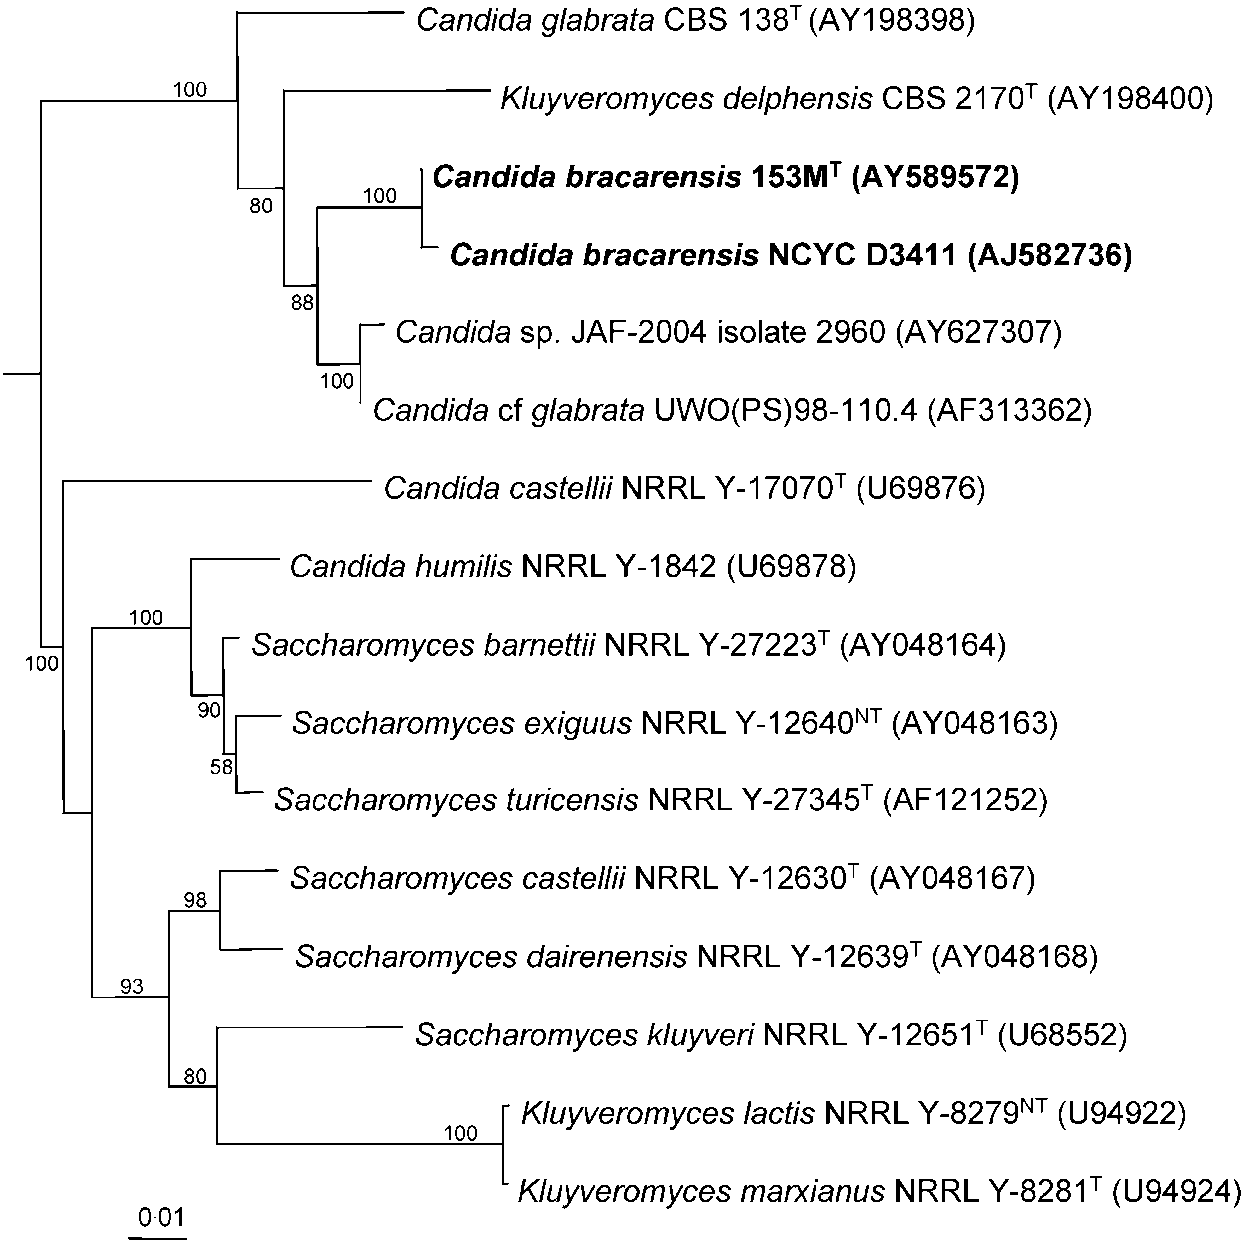 Candida glabrata CBS 138ᵀ (AY198398)
100
Kluyveromyces delphensis CBS 2170ᵀ (AY198400)
Candida bracarensis 153Mᵀ (AY589572)
100
80
Candida bracarensis NCYC D3411 (AJ582736)
88
Candida sp. JAF-2004 isolate 2960 (AY627307)
100
Candida cf glabrata UWO(PS)98-110.4 (AF313362)
Candida castellii NRRL Y-17070ᵀ (U69876)
Candida humilis NRRL Y-1842 (U69878)
100
Saccharomyces barnettii NRRL Y-27223ᵀ (AY048164)
100
90
Saccharomyces exiguus NRRL Y-12640ᴺᵀ (AY048163)
58
Saccharomyces turicensis NRRL Y-27345ᵀ (AF121252)
Saccharomyces castellii NRRL Y-12630ᵀ (AY048167)
98
Saccharomyces dairenensis NRRL Y-12639ᵀ (AY048168)
93
Saccharomyces kluyveri NRRL Y-12651ᵀ (U68552)
80
Kluyveromyces lactis NRRL Y-8279ᴺᵀ (U94922)
100
Kluyveromyces marxianus NRRL Y-8281ᵀ (U94924)
0·01